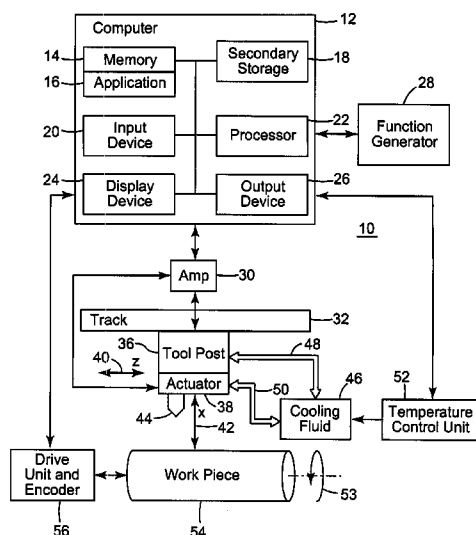 Computer
12
14
Memory
16
Application
Secondary
Storage
18
20
Input
Device
22
Processor
28
Function
Generator
24
Display
Device
Output
Device
26
10
Amp
30
Track
32
36
Tool Post
48
40
z
Actuator
38
50
46
52
44
x
42
Cooling
Fluid
Temperature
Control Unit
Drive
Unit and
Encoder
56
Work Piece
54
53